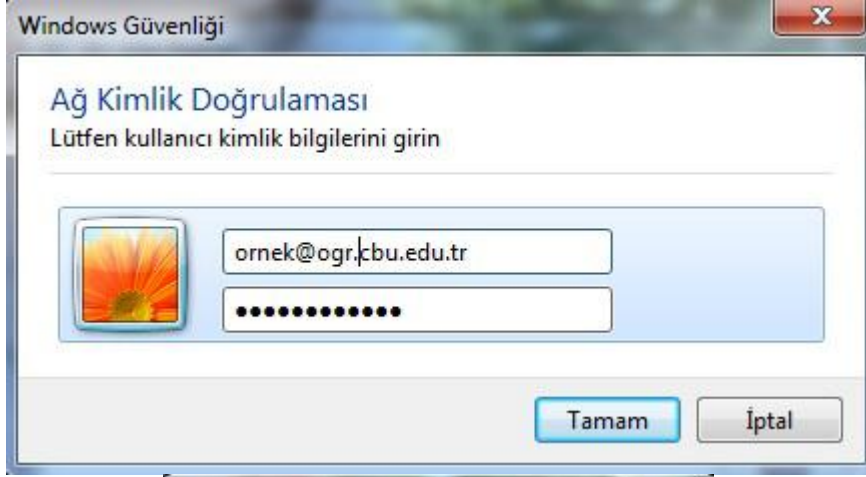 Windows Güvenliği
Ağ Kimlik Doğrulaması
Lütfen kullanıcı kimlik bilgilerini girin
ornek@ogr.cbu.edu.tr
●●●●●●●●●●●●
Tamam
İptal